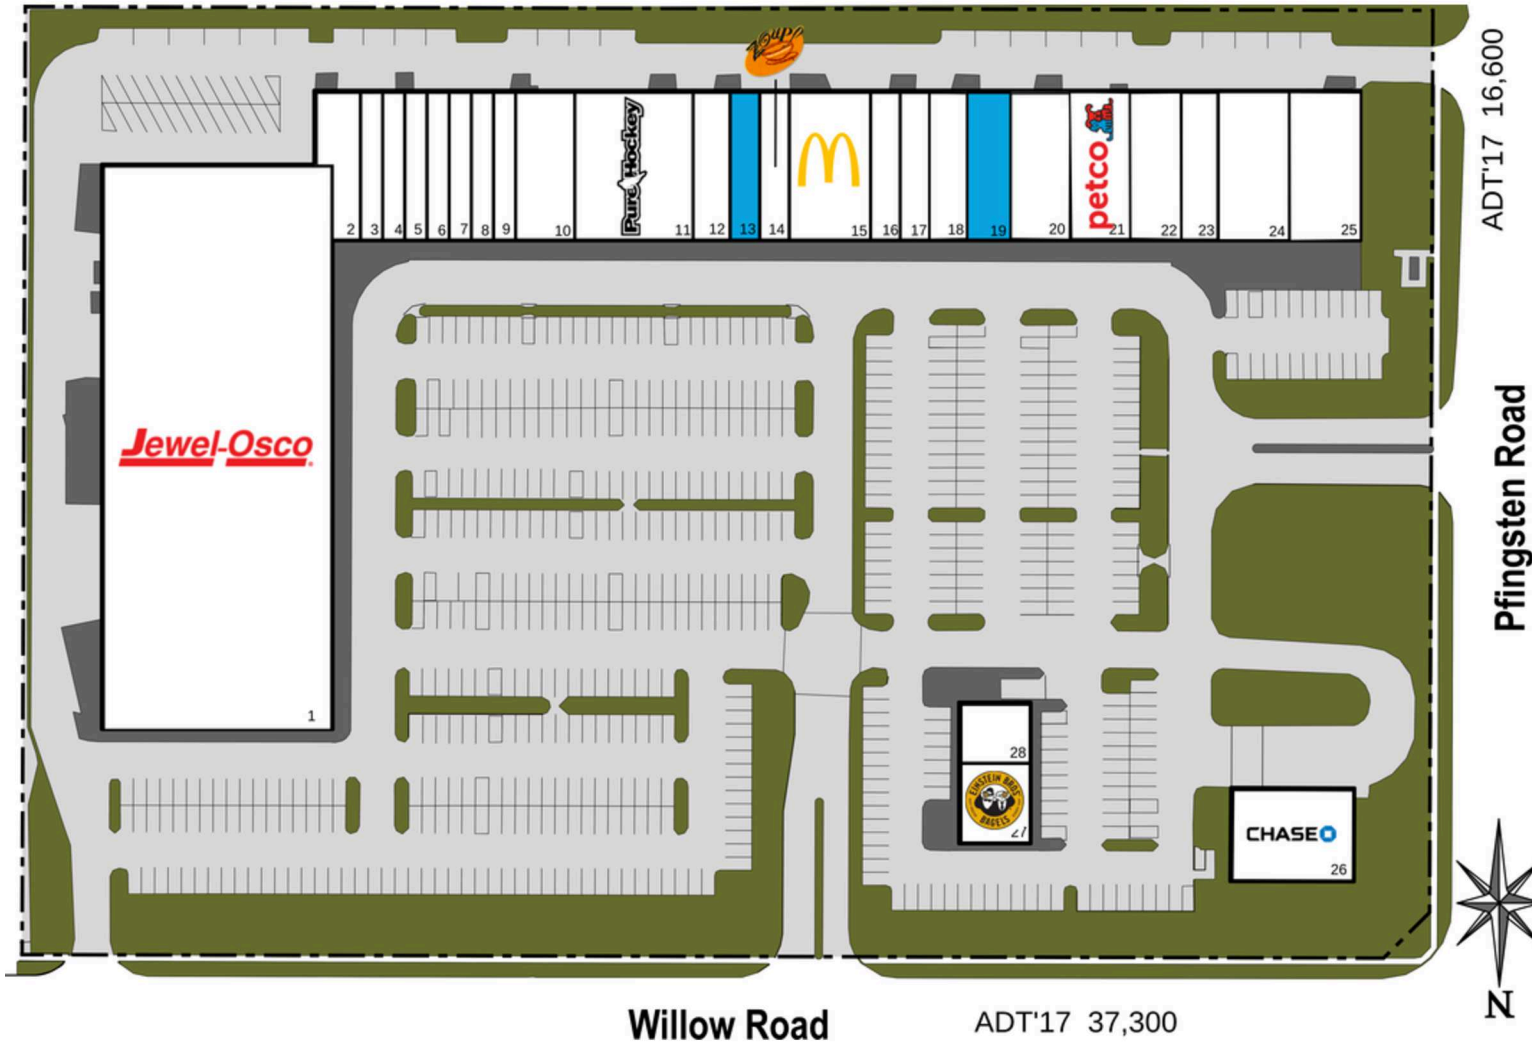 Zoup!
ADT'17 16,600
Pure Hockey
petco
2 3 4 5 6 7 8 9 10 11 12 13 14 15 16 17 18 19 20 21 22 23 24 25
Jewel-Osco
1
Pfingsten Road
28
EINSTEIN BROS
BAGELS
27
CHASE
26
N
Willow Road
ADT'17 37,300